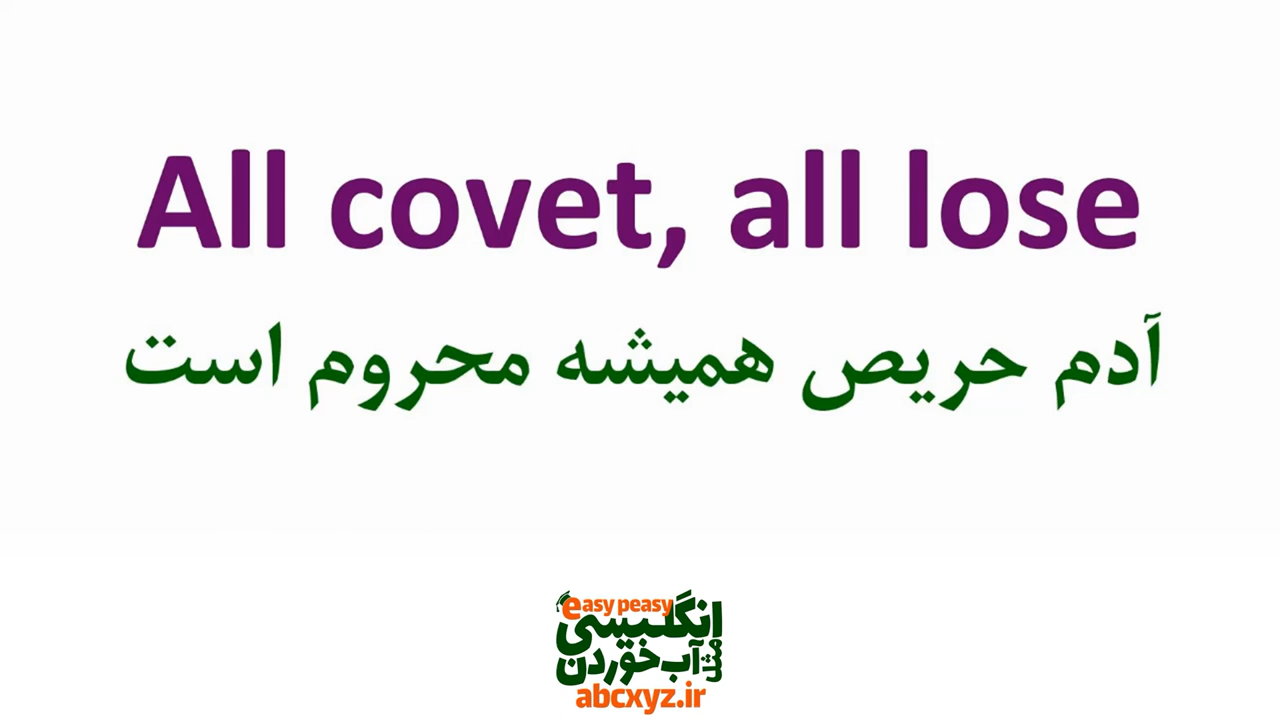 All covet, all lose
آدم حریص همیشه محروم است
easy peasy
انگلیسی
مثل آب خوردن
abcxyz.ir